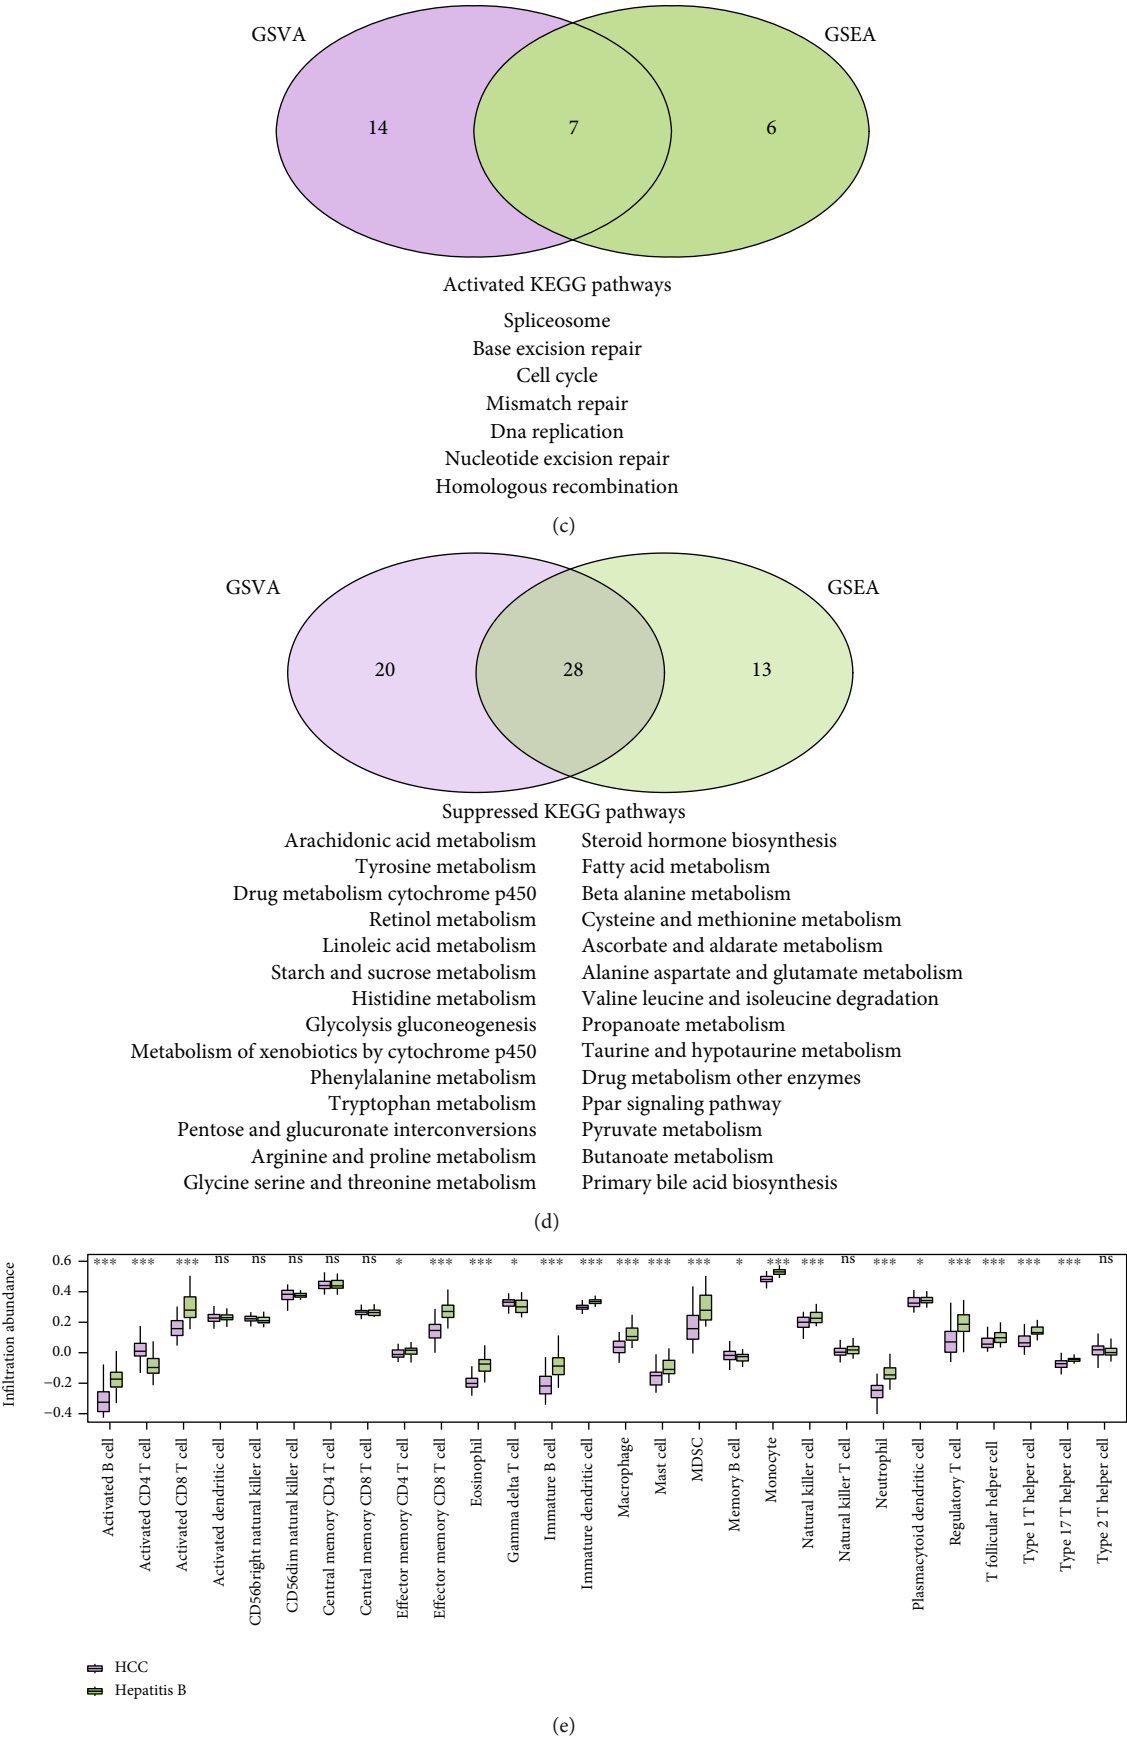 GSVA
GSEA
14
7
6
Activated KEGG pathways
Spliceosome
Base excision repair
Cell cycle
Mismatch repair
Dna replication
Nucleotide excision repair
Homologous recombination
(c)
GSVA
GSEA
20
28
13
Suppressed KEGG pathways
Arachidonic acid metabolism
Steroid hormone biosynthesis
Tyrosine metabolism
Fatty acid metabolism
Drug metabolism cytochrome p450
Beta alanine metabolism
Retinol metabolism
Cysteine and methionine metabolism
Linoleic acid metabolism
Ascorbate and aldarate metabolism
Starch and sucrose metabolism
Alanine aspartate and glutamate metabolism
Histidine metabolism
Valine leucine and isoleucine degradation
Glycolysis gluconeogenesis
Propanoate metabolism
Metabolism of xenobiotics by cytochrome p450
Taurine and hypotaurine metabolism
Phenylalanine metabolism
Drug metabolism other enzymes
Tryptophan metabolism
Ppar signaling pathway
Pentose and glucuronate interconversions
Pyruvate metabolism
Arginine and proline metabolism
Butanoate metabolism
Glycine serine and threonine metabolism
Primary bile acid biosynthesis
(d)
Infiltration abundance
0.6
0.4
0.2
0.0
−0.2
−0.4
*** *** *** ns ns ns ns ns * *** *** * *** *** *** *** *** * *** *** ns *** * *** *** *** *** ns
Activated B cell
Activated CD4 T cell
Activated CD8 T cell
Activated dendritic cell
CD56bright natural killer cell
CD56dim natural killer cell
Central memory CD4 T cell
Central memory CD8 T cell
Effector memory CD4 T cell
Effector memory CD8 T cell
Eosinophil
Gamma delta T cell
Immature B cell
Immature dendritic cell
Macrophage
Mast cell
MDSC
Memory B cell
Monocyte
Natural killer cell
Natural killer T cell
Neutrophil
Plasmacytoid dendritic cell
Regulatory T cell
T follicular helper cell
Type 1 T helper cell
Type 17 T helper cell
Type 2 T helper cell
HCC
Hepatitis B
(e)